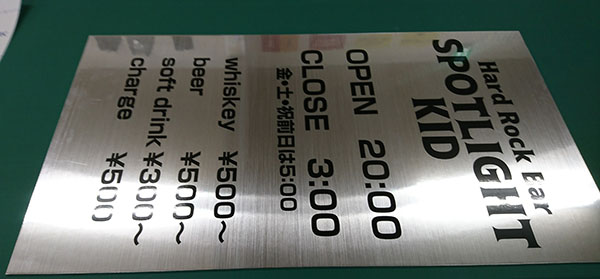 Hard Rock Ear
SPOTLIGHT
KID
OPEN 20:00
CLOSE 3:00
金・土・祝前日は5:00
whiskey ¥500～
beer ¥500～
soft drink ¥300～
charge ¥500